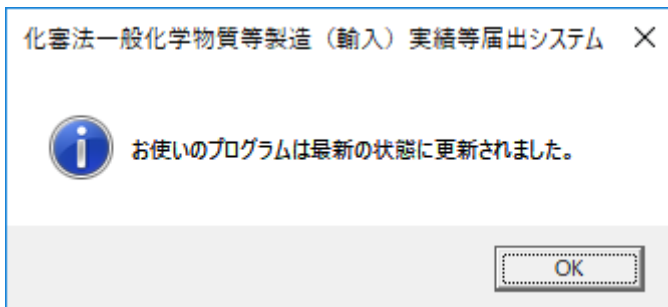 化審法一般化学物質等製造（輸入）実績等届出システム
お使いのプログラムは最新の状態に更新されました。
OK